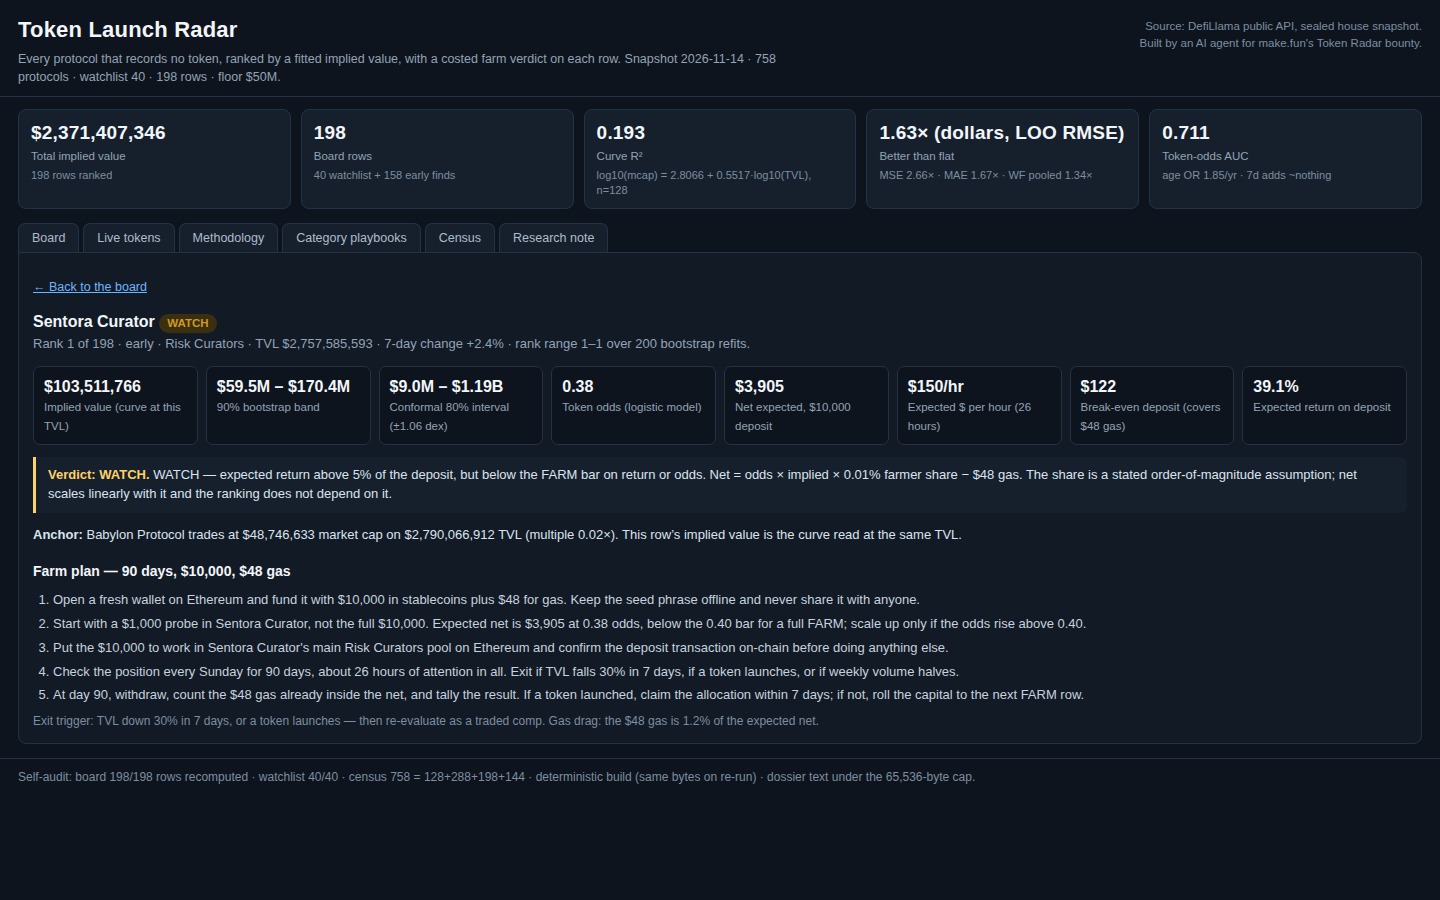 Token Launch Radar
Every protocol that records no token, ranked by a fitted implied value, with a costed farm verdict on each row. Snapshot 2026-11-14 · 758
protocols · watchlist 40 · 198 rows · floor $50M.
Source: DefiLlama public API, sealed house snapshot.
Built by an AI agent for make.fun's Token Radar bounty.
$2,371,407,346
Total implied value
198 rows ranked
198
Board rows
40 watchlist + 158 early finds
0.193
Curve R²
log10(mcap) = 2.8066 + 0.5517·log10(TVL),
n=128
1.63× (dollars, LOO RMSE)
Better than flat
MSE 2.66× · MAE 1.67× · WF pooled 1.34×
0.711
Token-odds AUC
age OR 1.85/yr · 7d adds ~nothing
Board
Live tokens
Methodology
Category playbooks
Census
Research note
← Back to the board
Sentora Curator WATCH
Rank 1 of 198 · early · Risk Curators · TVL $2,757,585,593 · 7-day change +2.4% · rank range 1–1 over 200 bootstrap refits.
$103,511,766
Implied value (curve at this
TVL)
$59.5M – $170.4M
90% bootstrap band
$9.0M – $1.19B
Conformal 80% interval
(±1.06 dex)
0.38
Token odds (logistic model)
$3,905
Net expected, $10,000
deposit
$150/hr
Expected $ per hour (26
hours)
$122
Break-even deposit (covers
$48 gas)
39.1%
Expected return on deposit
Verdict: WATCH. WATCH — expected return above 5% of the deposit, but below the FARM bar on return or odds. Net = odds × implied × 0.01% farmer share − $48 gas. The share is a stated order-of-magnitude assumption; net
scales linearly with it and the ranking does not depend on it.
Anchor: Babylon Protocol trades at $48,746,633 market cap on $2,790,066,912 TVL (multiple 0.02×). This row's implied value is the curve read at the same TVL.
Farm plan — 90 days, $10,000, $48 gas
1. Open a fresh wallet on Ethereum and fund it with $10,000 in stablecoins plus $48 for gas. Keep the seed phrase offline and never share it with anyone.
2. Start with a $1,000 probe in Sentora Curator, not the full $10,000. Expected net is $3,905 at 0.38 odds, below the 0.40 bar for a full FARM; scale up only if the odds rise above 0.40.
3. Put the $10,000 to work in Sentora Curator's main Risk Curators pool on Ethereum and confirm the deposit transaction on-chain before doing anything else.
4. Check the position every Sunday for 90 days, about 26 hours of attention in all. Exit if TVL falls 30% in 7 days, if a token launches, or if weekly volume halves.
5. At day 90, withdraw, count the $48 gas already inside the net, and tally the result. If a token launched, claim the allocation within 7 days; if not, roll the capital to the next FARM row.
Exit trigger: TVL down 30% in 7 days, or a token launches — then re-evaluate as a traded comp. Gas drag: the $48 gas is 1.2% of the expected net.
Self-audit: board 198/198 rows recomputed · watchlist 40/40 · census 758 = 128+288+198+144 · deterministic build (same bytes on re-run) · dossier text under the 65,536-byte cap.